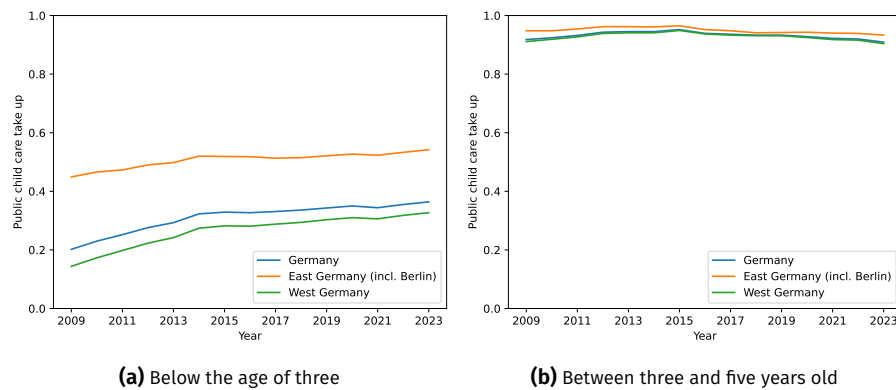 Public child care take up
1.0
0.8
0.6
0.4
0.2
0.0
2009 2011 2013 2015 2017 2019 2021 2023
Year
Germany
East Germany (incl. Berlin)
West Germany
(a) Below the age of three
Public child care take up
1.0
0.8
0.6
0.4
0.2
0.0
2009 2011 2013 2015 2017 2019 2021 2023
Year
Germany
East Germany (incl. Berlin)
West Germany
(b) Between three and five years old